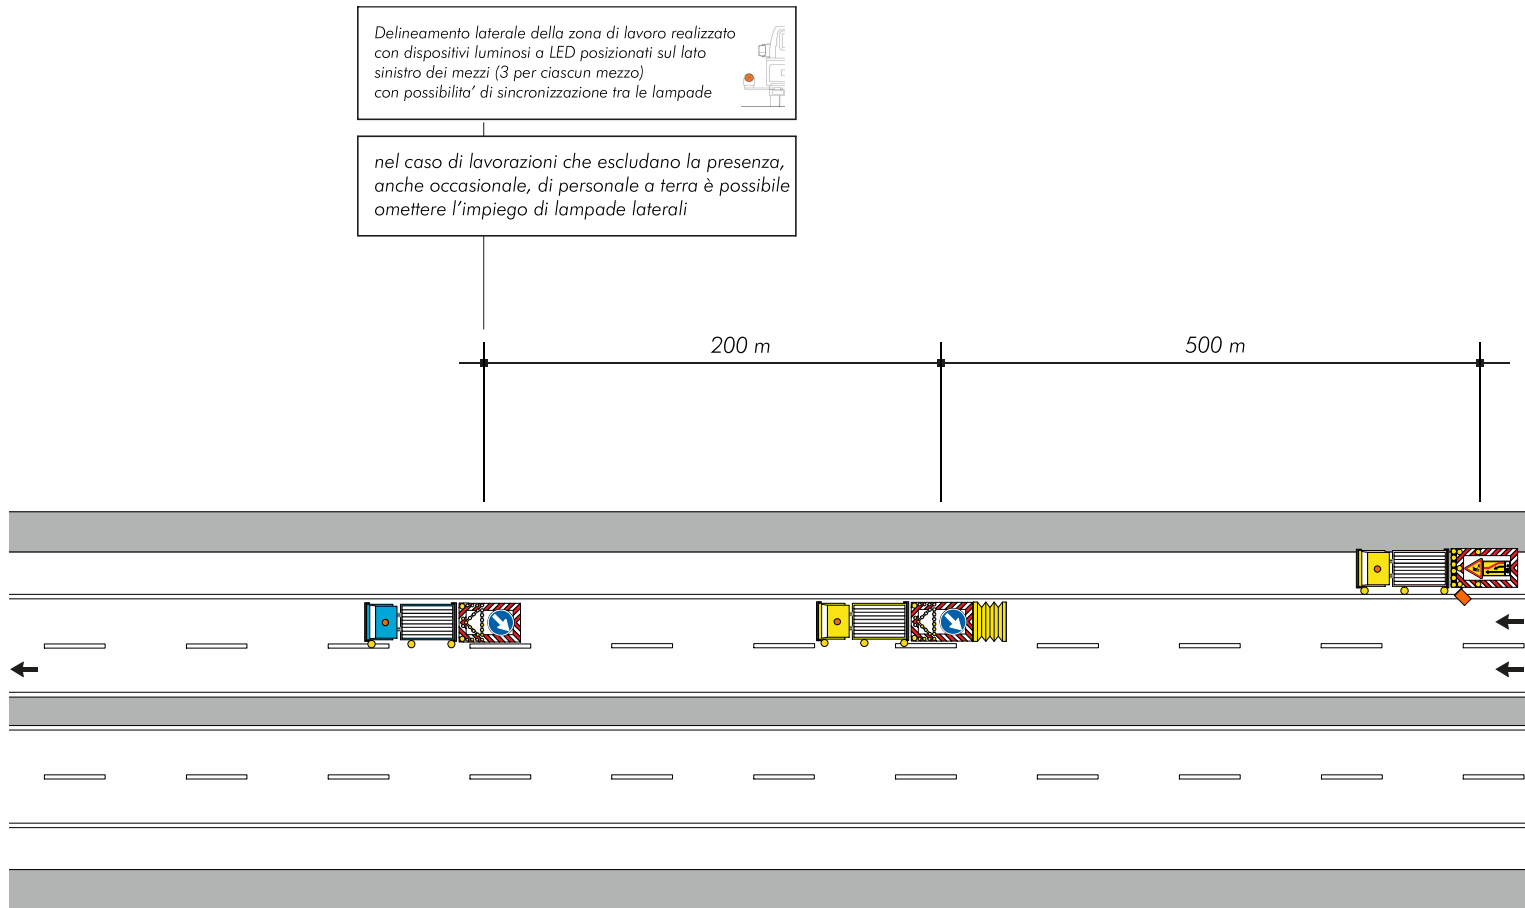 Delineamento laterale della zona di lavoro realizzato
con dispositivi luminosi a LED posizionati sul lato
sinistro dei mezzi (3 per ciascun mezzo)
con possibilita' di sincronizzazione tra le lampade
nel caso di lavorazioni che escludano la presenza,
anche occasionale, di personale a terra è possibile
omettere l'impiego di lampade laterali
200 m
500 m